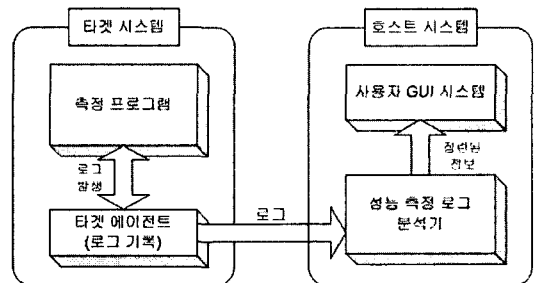 타겟 시스템
호스트 시스템
측정 프로그램
사용자 GUI 시스템
로그
발생
정련된
정보
타겟 에이전트
(로그 기록)
로그
성능 측정 로그
분석기